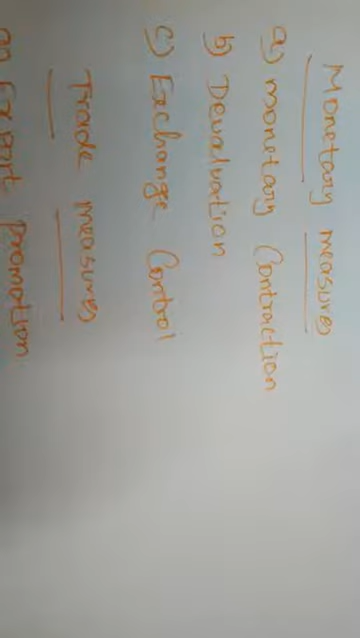 Monetary measures
a) monetary Contraction
b) Devaluation
c) Exchange Control
Trade measures
a) Export promotion